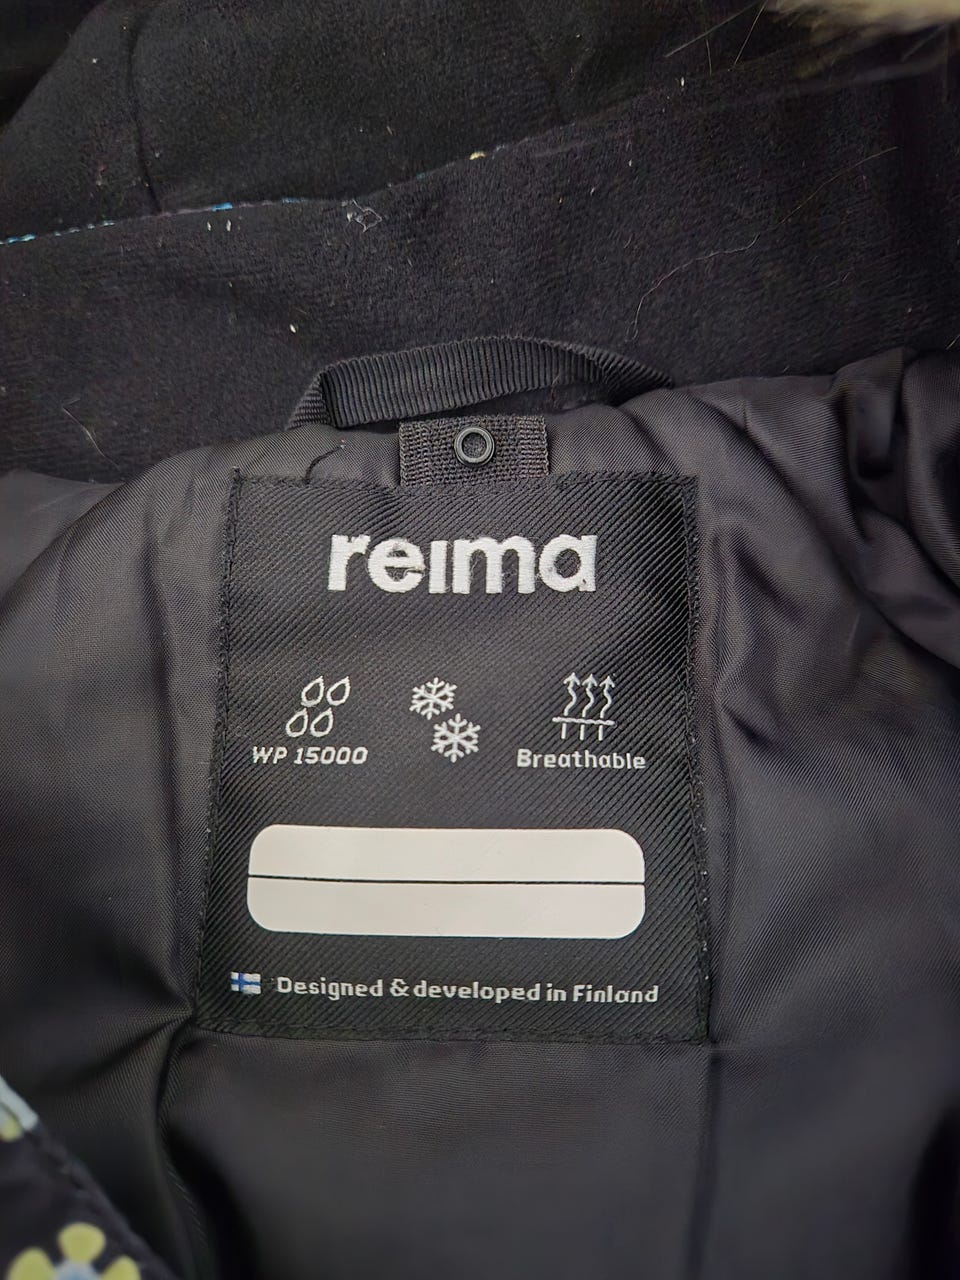 reima
WP 15000
Breathable
Designed & developed in Finland